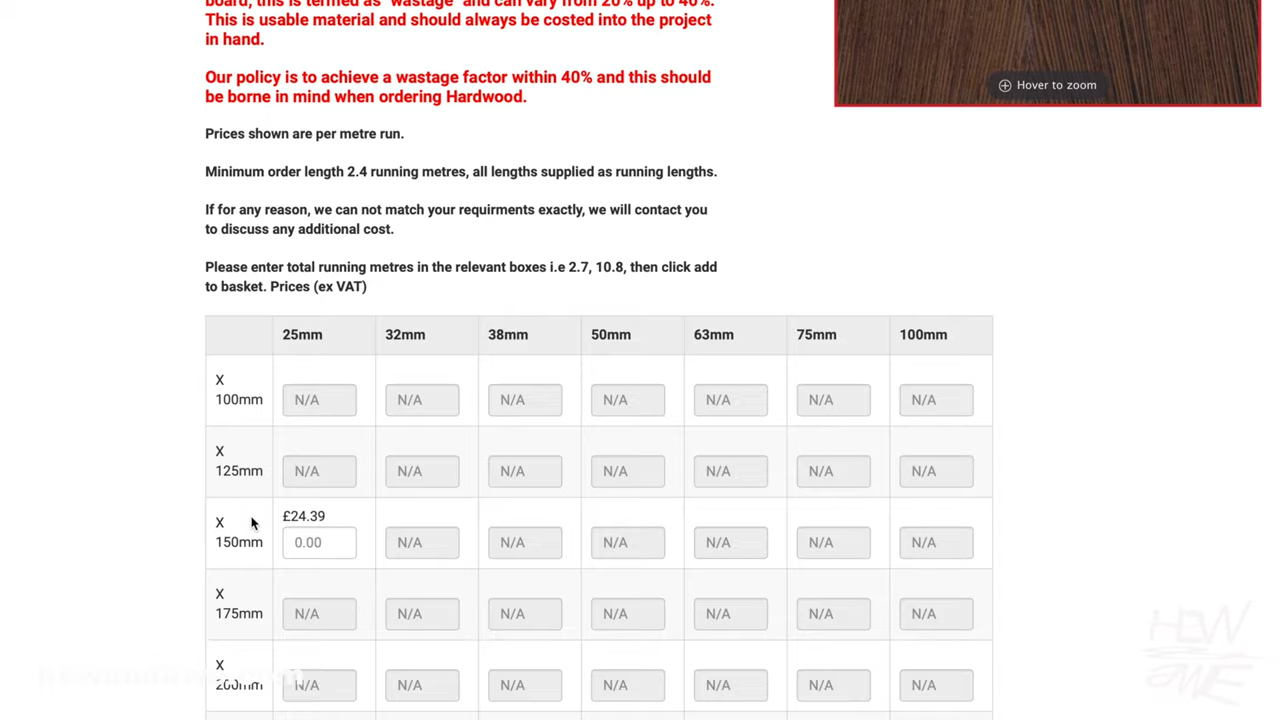 board, this is termed as "wastage" and can vary from 20% up to 40%.
This is usable material and should always be costed into the project
in hand.
Our policy is to achieve a wastage factor within 40% and this should
be borne in mind when ordering Hardwood.
Hover to zoom
Prices shown are per metre run.
Minimum order length 2.4 running metres, all lengths supplied as running lengths.
If for any reason, we can not match your requirments exactly, we will contact you
to discuss any additional cost.
Please enter total running metres in the relevant boxes i.e 2.7, 10.8, then click add
to basket. Prices (ex VAT)
25mm 32mm 38mm 50mm 63mm 75mm 100mm
X
100mm N/A N/A N/A N/A N/A N/A N/A
X
125mm N/A N/A N/A N/A N/A N/A N/A
X £24.39
150mm 0.00 N/A N/A N/A N/A N/A N/A
X
175mm N/A N/A N/A N/A N/A N/A N/A
X
200mm N/A N/A N/A N/A N/A N/A N/A